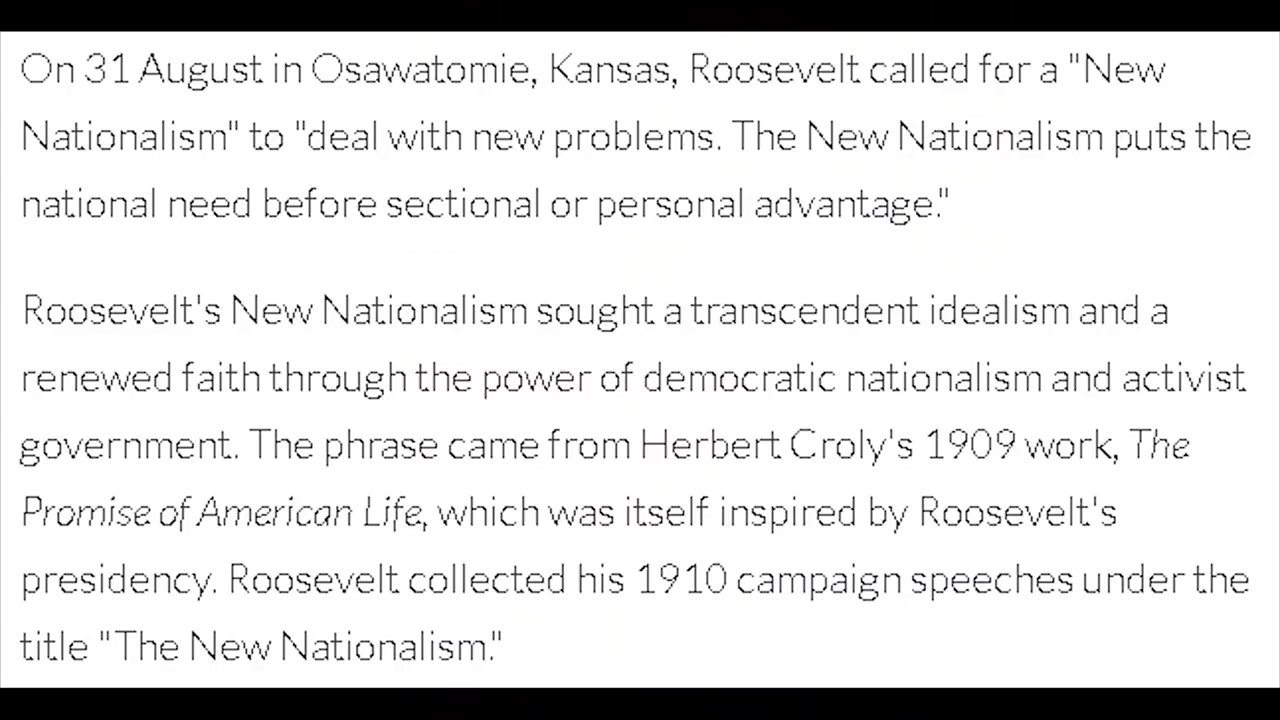 On 31 August in Osawatomie, Kansas, Roosevelt called for a "New
Nationalism" to "deal with new problems. The New Nationalism puts the
national need before sectional or personal advantage."
Roosevelt's New Nationalism sought a transcendent idealism and a
renewed faith through the power of democratic nationalism and activist
government. The phrase came from Herbert Croly's 1909 work, The
Promise of American Life, which was itself inspired by Roosevelt's
presidency. Roosevelt collected his 1910 campaign speeches under the
title "The New Nationalism."